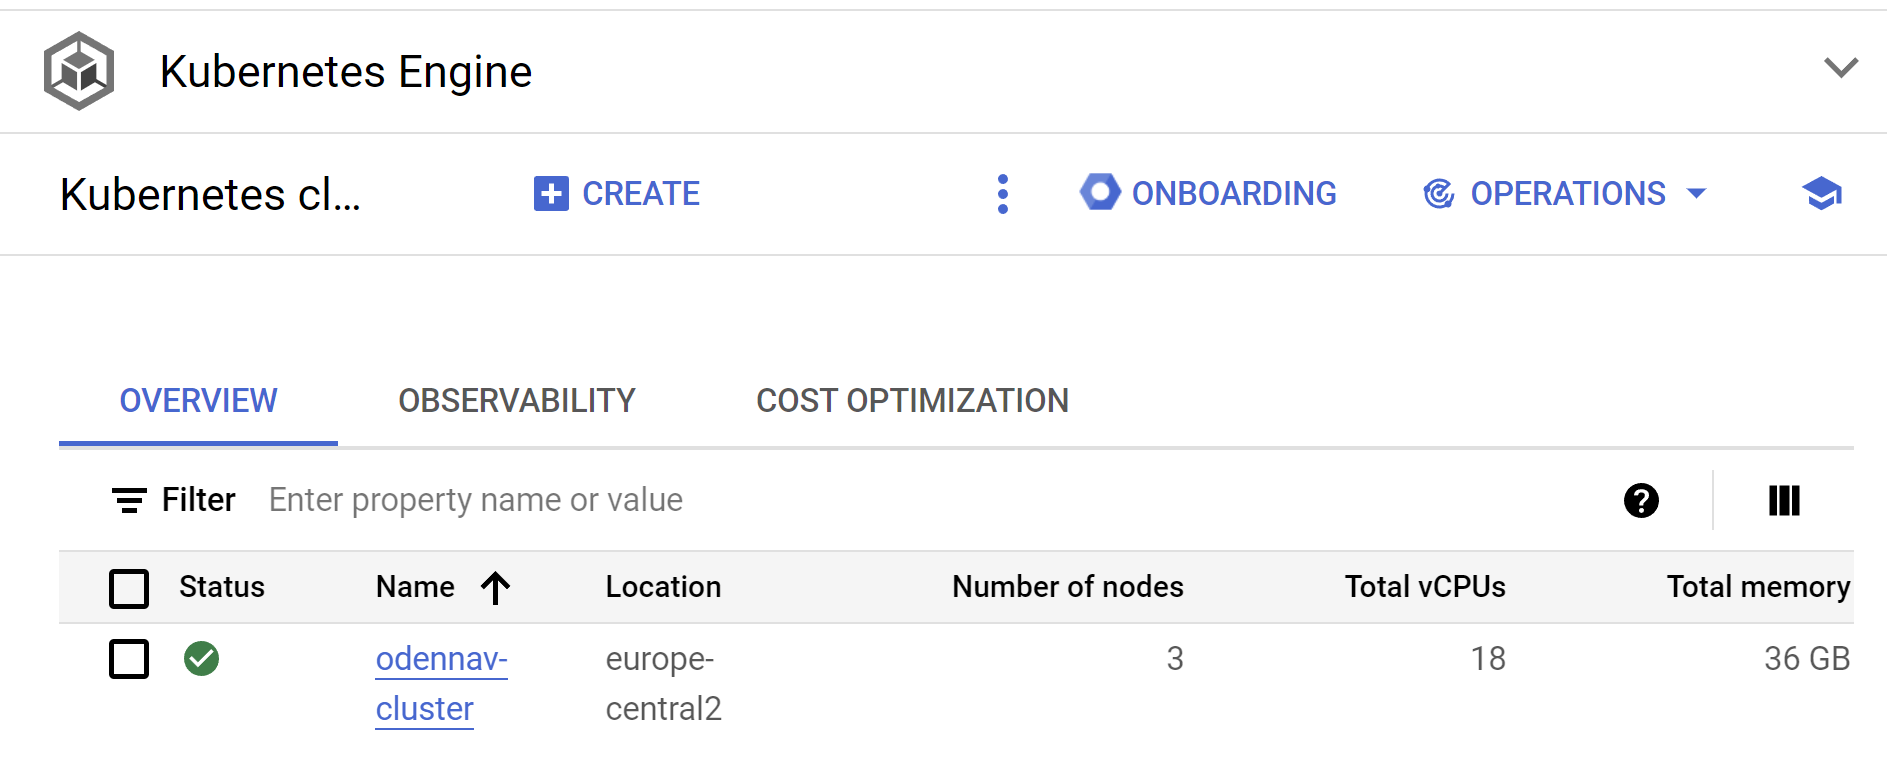 Kubernetes Engine
Kubernetes cl... CREATE ONBOARDING OPERATIONS
OVERVIEW OBSERVABILITY COST OPTIMIZATION
Filter Enter property name or value
Status Name Location Number of nodes Total vCPUs Total memory
odennav- europe- 3 18 36 GB
cluster central2